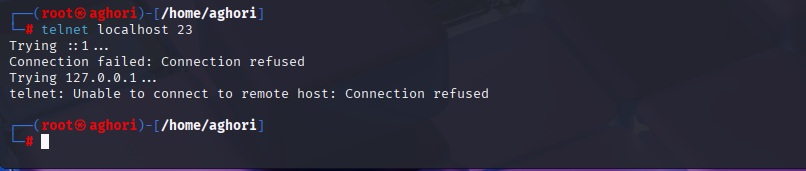 ┌──(root㉿aghori)-[/home/aghori]
└─# telnet localhost 23
Trying ::1...
Connection failed: Connection refused
Trying 127.0.0.1...
telnet: Unable to connect to remote host: Connection refused
┌──(root㉿aghori)-[/home/aghori]
└─#